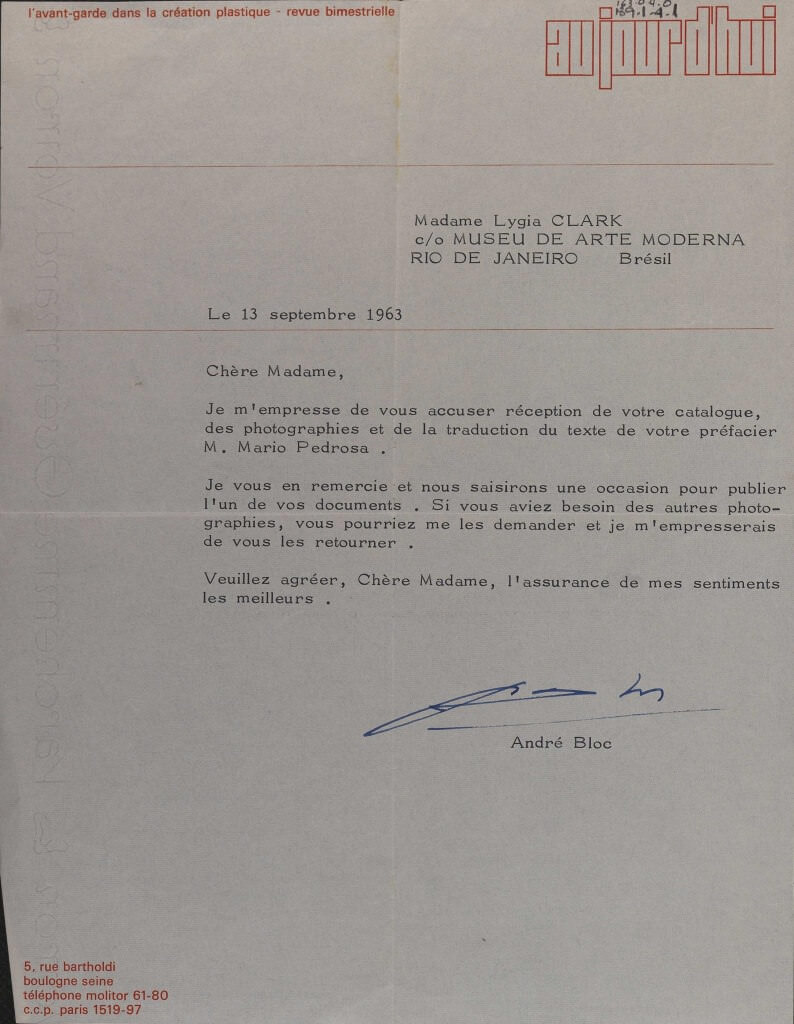 l'avant-garde dans la création plastique - revue bimestrielle
aujourd'hui
Madame Lygia CLARK
c/o MUSEU DE ARTE MODERNA
RIO DE JANEIRO Brésil
Le 13 septembre 1963
Chère Madame,
Je m'empresse de vous accuser réception de votre catalogue,
des photographies et de la traduction du texte de votre préfacier
M. Mario Pedrosa .
Je vous en remercie et nous saisirons une occasion pour publier
l'un de vos documents . Si vous aviez besoin des autres photo-
graphies, vous pourriez me les demander et je m'empresserais
de vous les retourner .
Veuillez agréer, Chère Madame, l'assurance de mes sentiments
les meilleurs .
André Bloc
5, rue bartholdi
boulogne seine
téléphone molitor 61-80
c.c.p. paris 1519-97